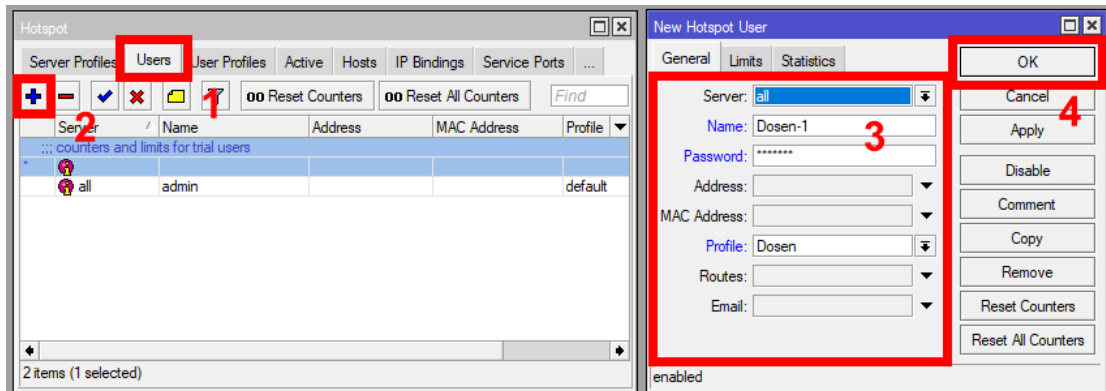 Hotspot
Server Profiles Users User Profiles Active Hosts IP Bindings Service Ports ...
1
00 Reset Counters 00 Reset All Counters Find
2
Server Name Address MAC Address Profile
;;; counters and limits for trial users
*
all admin default
2 items (1 selected)
New Hotspot User
General Limits Statistics
Server: all
Name: Dosen-1
Password: *******
Address:
MAC Address:
Profile: Dosen
Routes:
Email:
3
enabled
OK
Cancel
4
Apply
Disable
Comment
Copy
Remove
Reset Counters
Reset All Counters